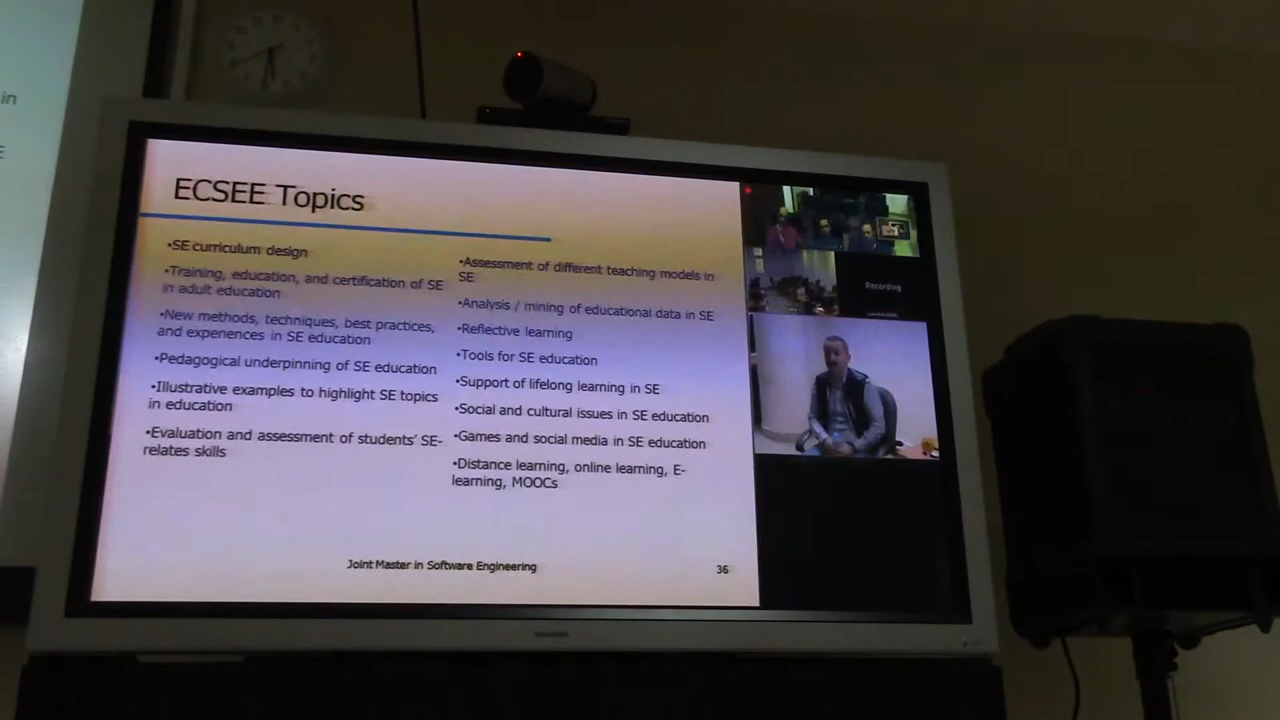 in
ECSEE Topics
•SE curriculum design
•Training, education, and certification of SE
in adult education
•New methods, techniques, best practices,
and experiences in SE education
•Pedagogical underpinning of SE education
•Illustrative examples to highlight SE topics
in education
•Evaluation and assessment of students' SE-
relates skills
•Assessment of different teaching models in
SE
•Analysis / mining of educational data in SE
•Reflective learning
•Tools for SE education
•Support of lifelong learning in SE
•Social and cultural issues in SE education
•Games and social media in SE education
•Distance learning, online learning, E-
learning, MOOCs
Joint Master in Software Engineering
36
Recording